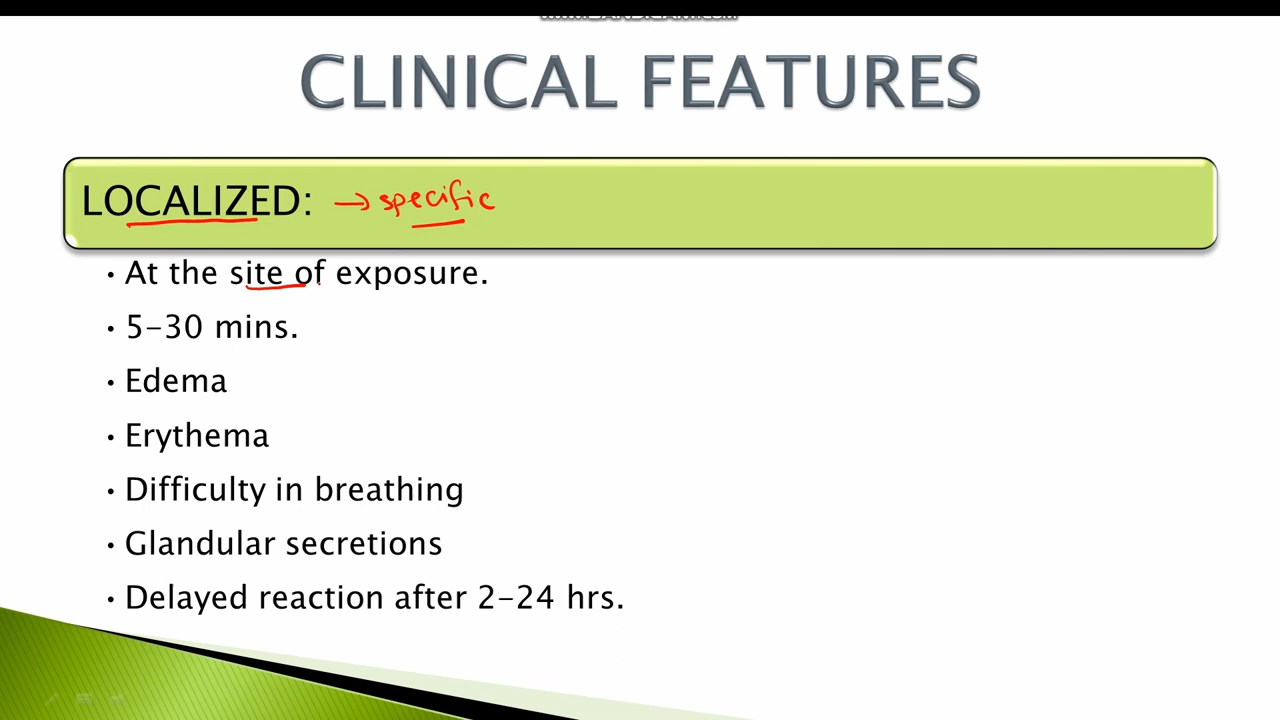 CLINICAL FEATURES
LOCALIZED: → specific
• At the site of exposure.
• 5-30 mins.
• Edema
• Erythema
• Difficulty in breathing
• Glandular secretions
• Delayed reaction after 2-24 hrs.